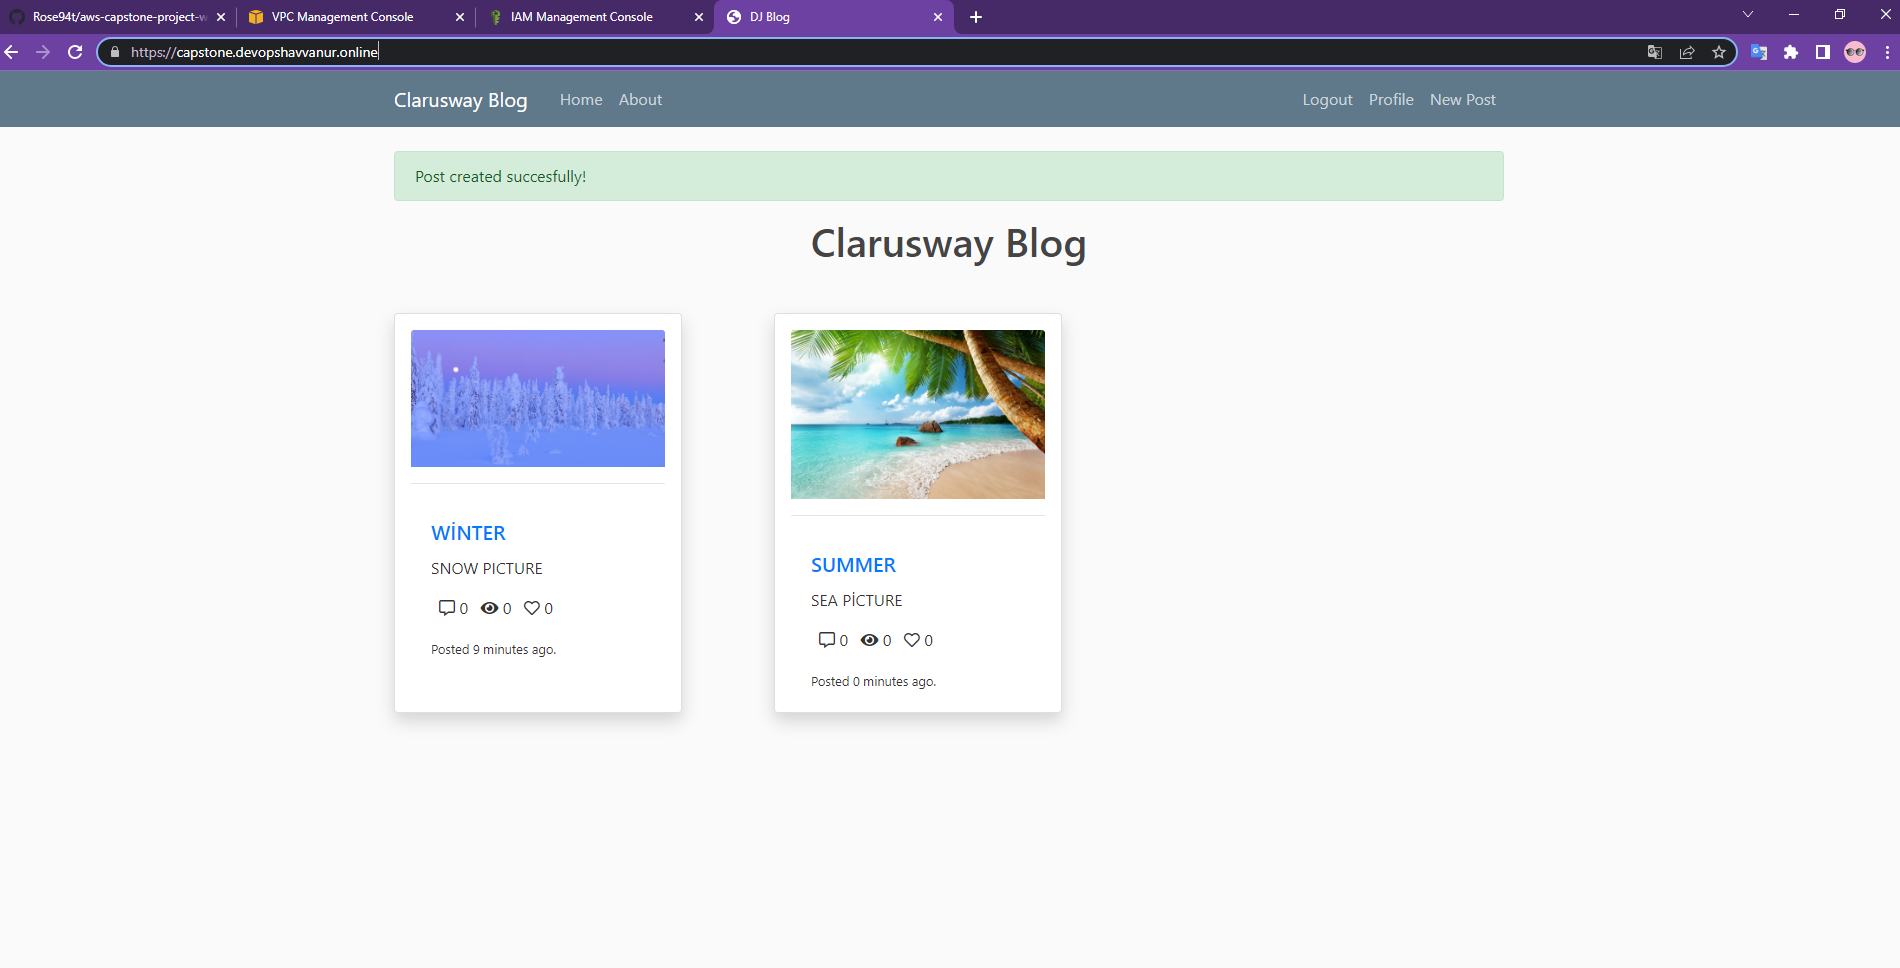 Rose94t/aws-capstone-project-w
VPC Management Console
IAM Management Console
DJ Blog
https://capstone.devopshavvanur.online
Clarusway Blog
Home
About
Logout
Profile
New Post
Post created succesfully!
Clarusway Blog
WİNTER
SNOW PICTURE
0 0 0
Posted 9 minutes ago.
SUMMER
SEA PİCTURE
0 0 0
Posted 0 minutes ago.